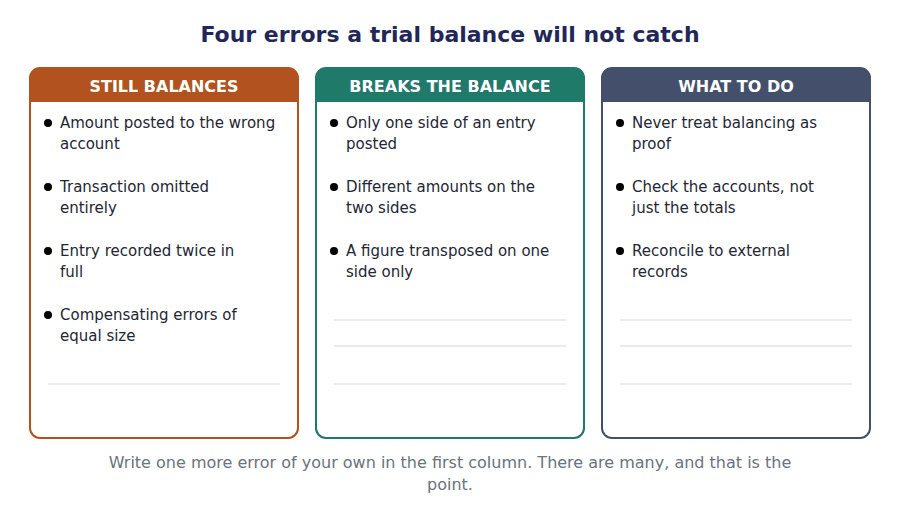 Four errors a trial balance will not catch
STILL BALANCES
Amount posted to the wrong
account
Transaction omitted
entirely
Entry recorded twice in
full
Compensating errors of
equal size
BREAKS THE BALANCE
Only one side of an entry
posted
Different amounts on the
two sides
A figure transposed on one
side only
WHAT TO DO
Never treat balancing as
proof
Check the accounts, not
just the totals
Reconcile to external
records
Write one more error of your own in the first column. There are many, and that is the
point.